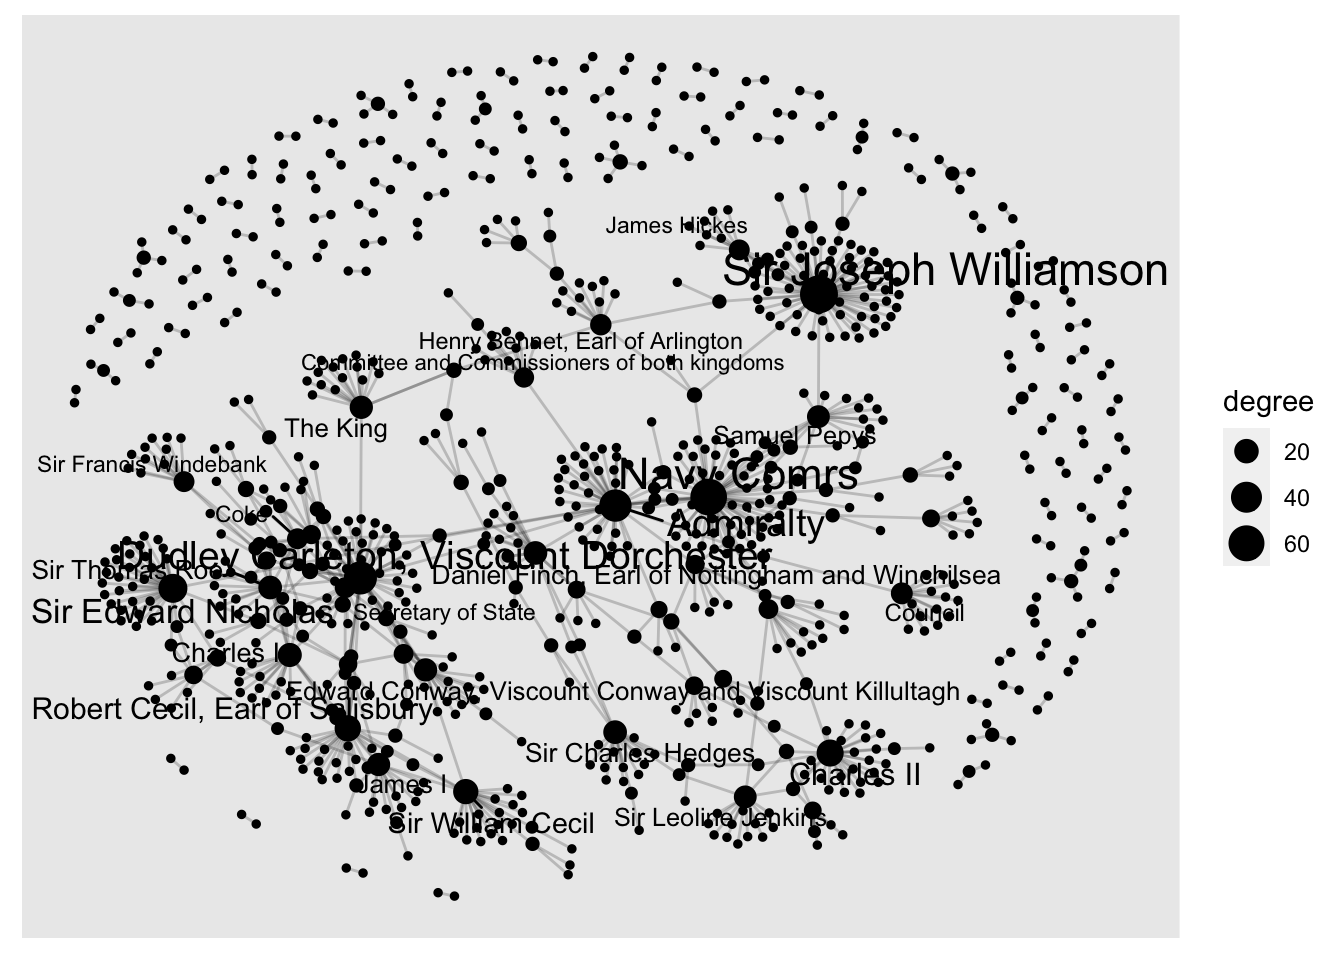 James Hickes
Sir Joseph Williamson
Henry Bennet, Earl of Arlington
Committee and Commissioners of both kingdoms
degree
The King
Samuel Pepys
20
Sir Francis Windebank
Navy Comrs
40
Coke
Admiralty
60
Dudley Carleton, Viscount Dorchester
Sir Thomas Roe
Daniel Finch, Earl of Nottingham and Winchilsea
Sir Edward Nicholas
Secretary of State
Council
Charles I
Edward Conway, Viscount Conway and Viscount Killultagh
Robert Cecil, Earl of Salisbury
Sir Charles Hedges
Charles II
James I
Sir William Cecil
Sir Leoline Jenkins